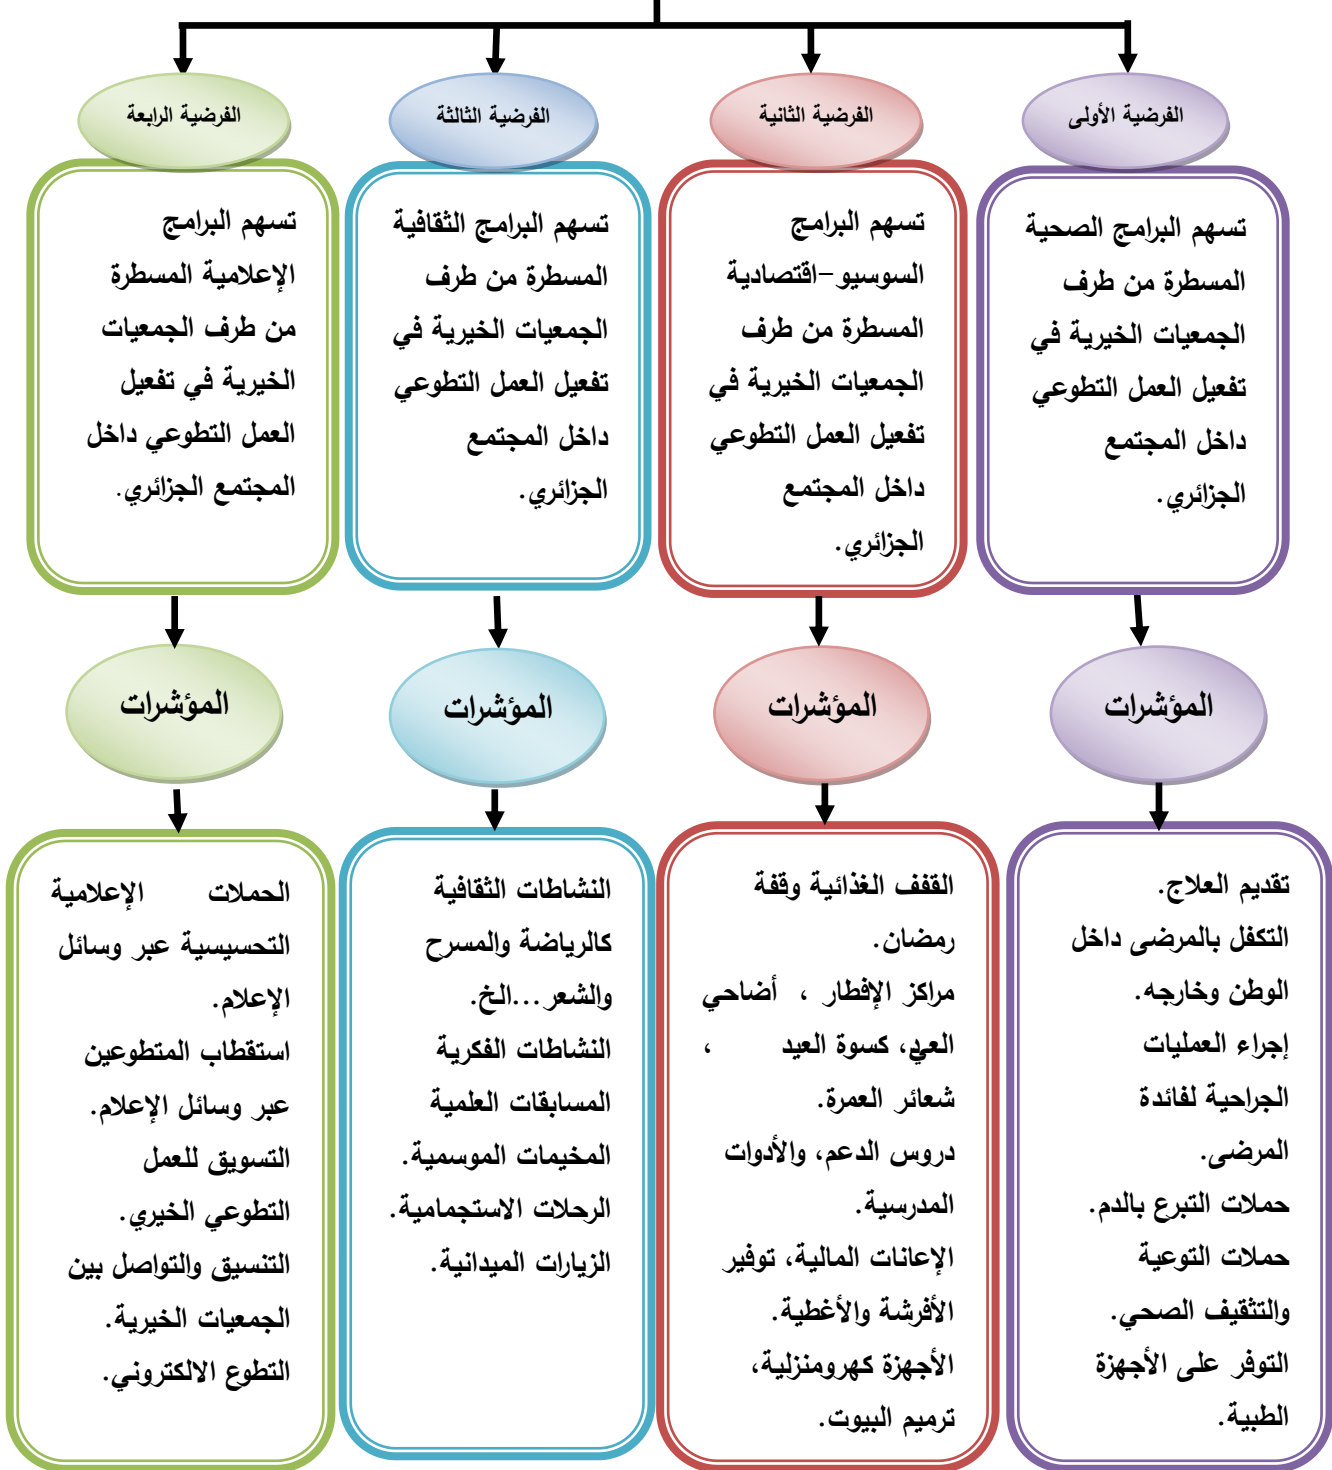 الفرضية الأولى
تسهم البرامج الصحية
المسطرة من طرف
الجمعيات الخيرية في
تفعيل العمل التطوعي
داخل المجتمع
الجزائري.
المؤشرات
تقديم العلاج.
التكفل بالمرضى داخل
الوطن وخارجه.
إجراء العمليات
الجراحية لفائدة
المرضى.
حملات التبرع بالدم.
حملات التوعية
والتثقيف الصحي.
التوفر على الأجهزة
الطبية.
الفرضية الثانية
تسهم البرامج
السوسيو-اقتصادية
المسطرة من طرف
الجمعيات الخيرية في
تفعيل العمل التطوعي
داخل المجتمع
الجزائري.
المؤشرات
القفف الغذائية وقفة
رمضان.
مراكز الإفطار ، أضاحي
العيد، كسوة العيد ،
شعائر العمرة.
دروس الدعم، والأدوات
المدرسية.
الإعانات المالية، توفير
الأفرشة والأغطية.
الأجهزة كهرومنزلية،
ترميم البيوت.
الفرضية الثالثة
تسهم البرامج الثقافية
المسطرة من طرف
الجمعيات الخيرية في
تفعيل العمل التطوعي
داخل المجتمع
الجزائري.
المؤشرات
النشاطات الثقافية
كالرياضة والمسرح
والشعر...الخ.
النشاطات الفكرية
المسابقات العلمية
المخيمات الموسمية.
الرحلات الاستجمامية.
الزيارات الميدانية.
الفرضية الرابعة
تسهم البرامج
الإعلامية المسطرة
من طرف الجمعيات
الخيرية في تفعيل
العمل التطوعي داخل
المجتمع الجزائري.
المؤشرات
الحملات الإعلامية
التحسيسية عبر وسائل
الإعلام.
استقطاب المتطوعين
عبر وسائل الإعلام.
التسويق للعمل
التطوعي الخيري.
التنسيق والتواصل بين
الجمعيات الخيرية.
التطوع الالكتروني.